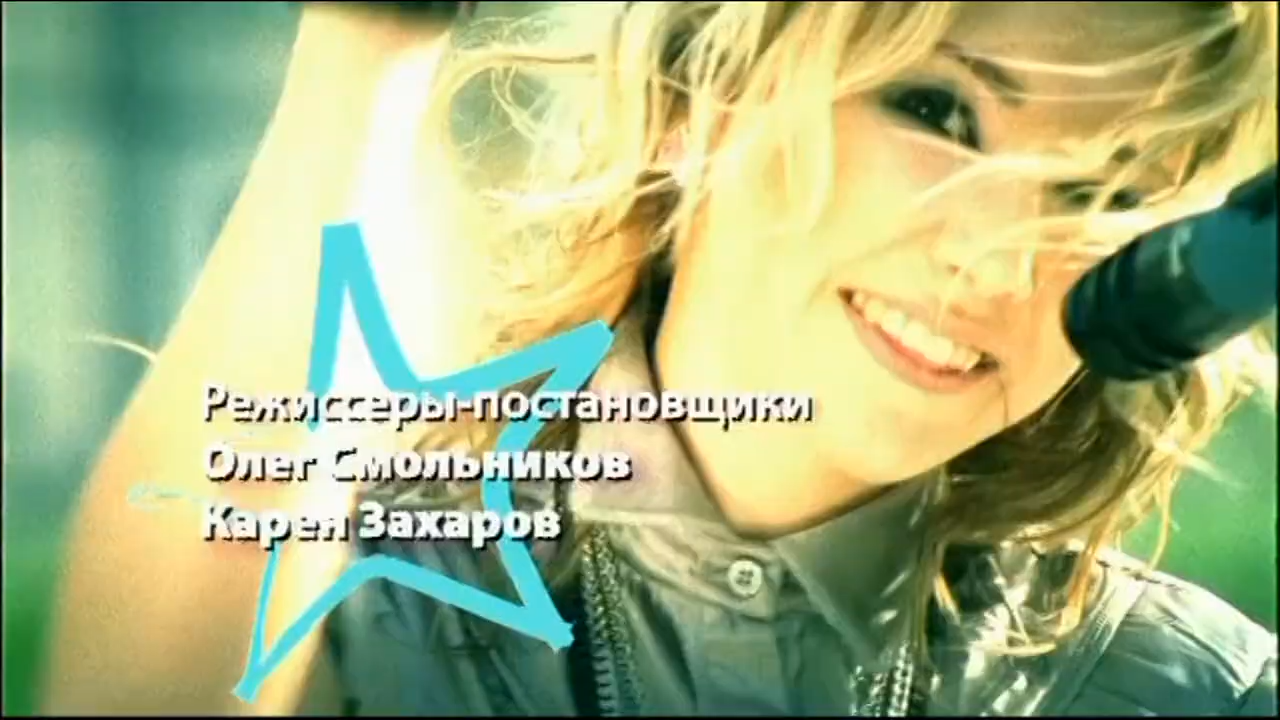 Режиссеры-постановщики
Олег Смольников
Карен Захаров